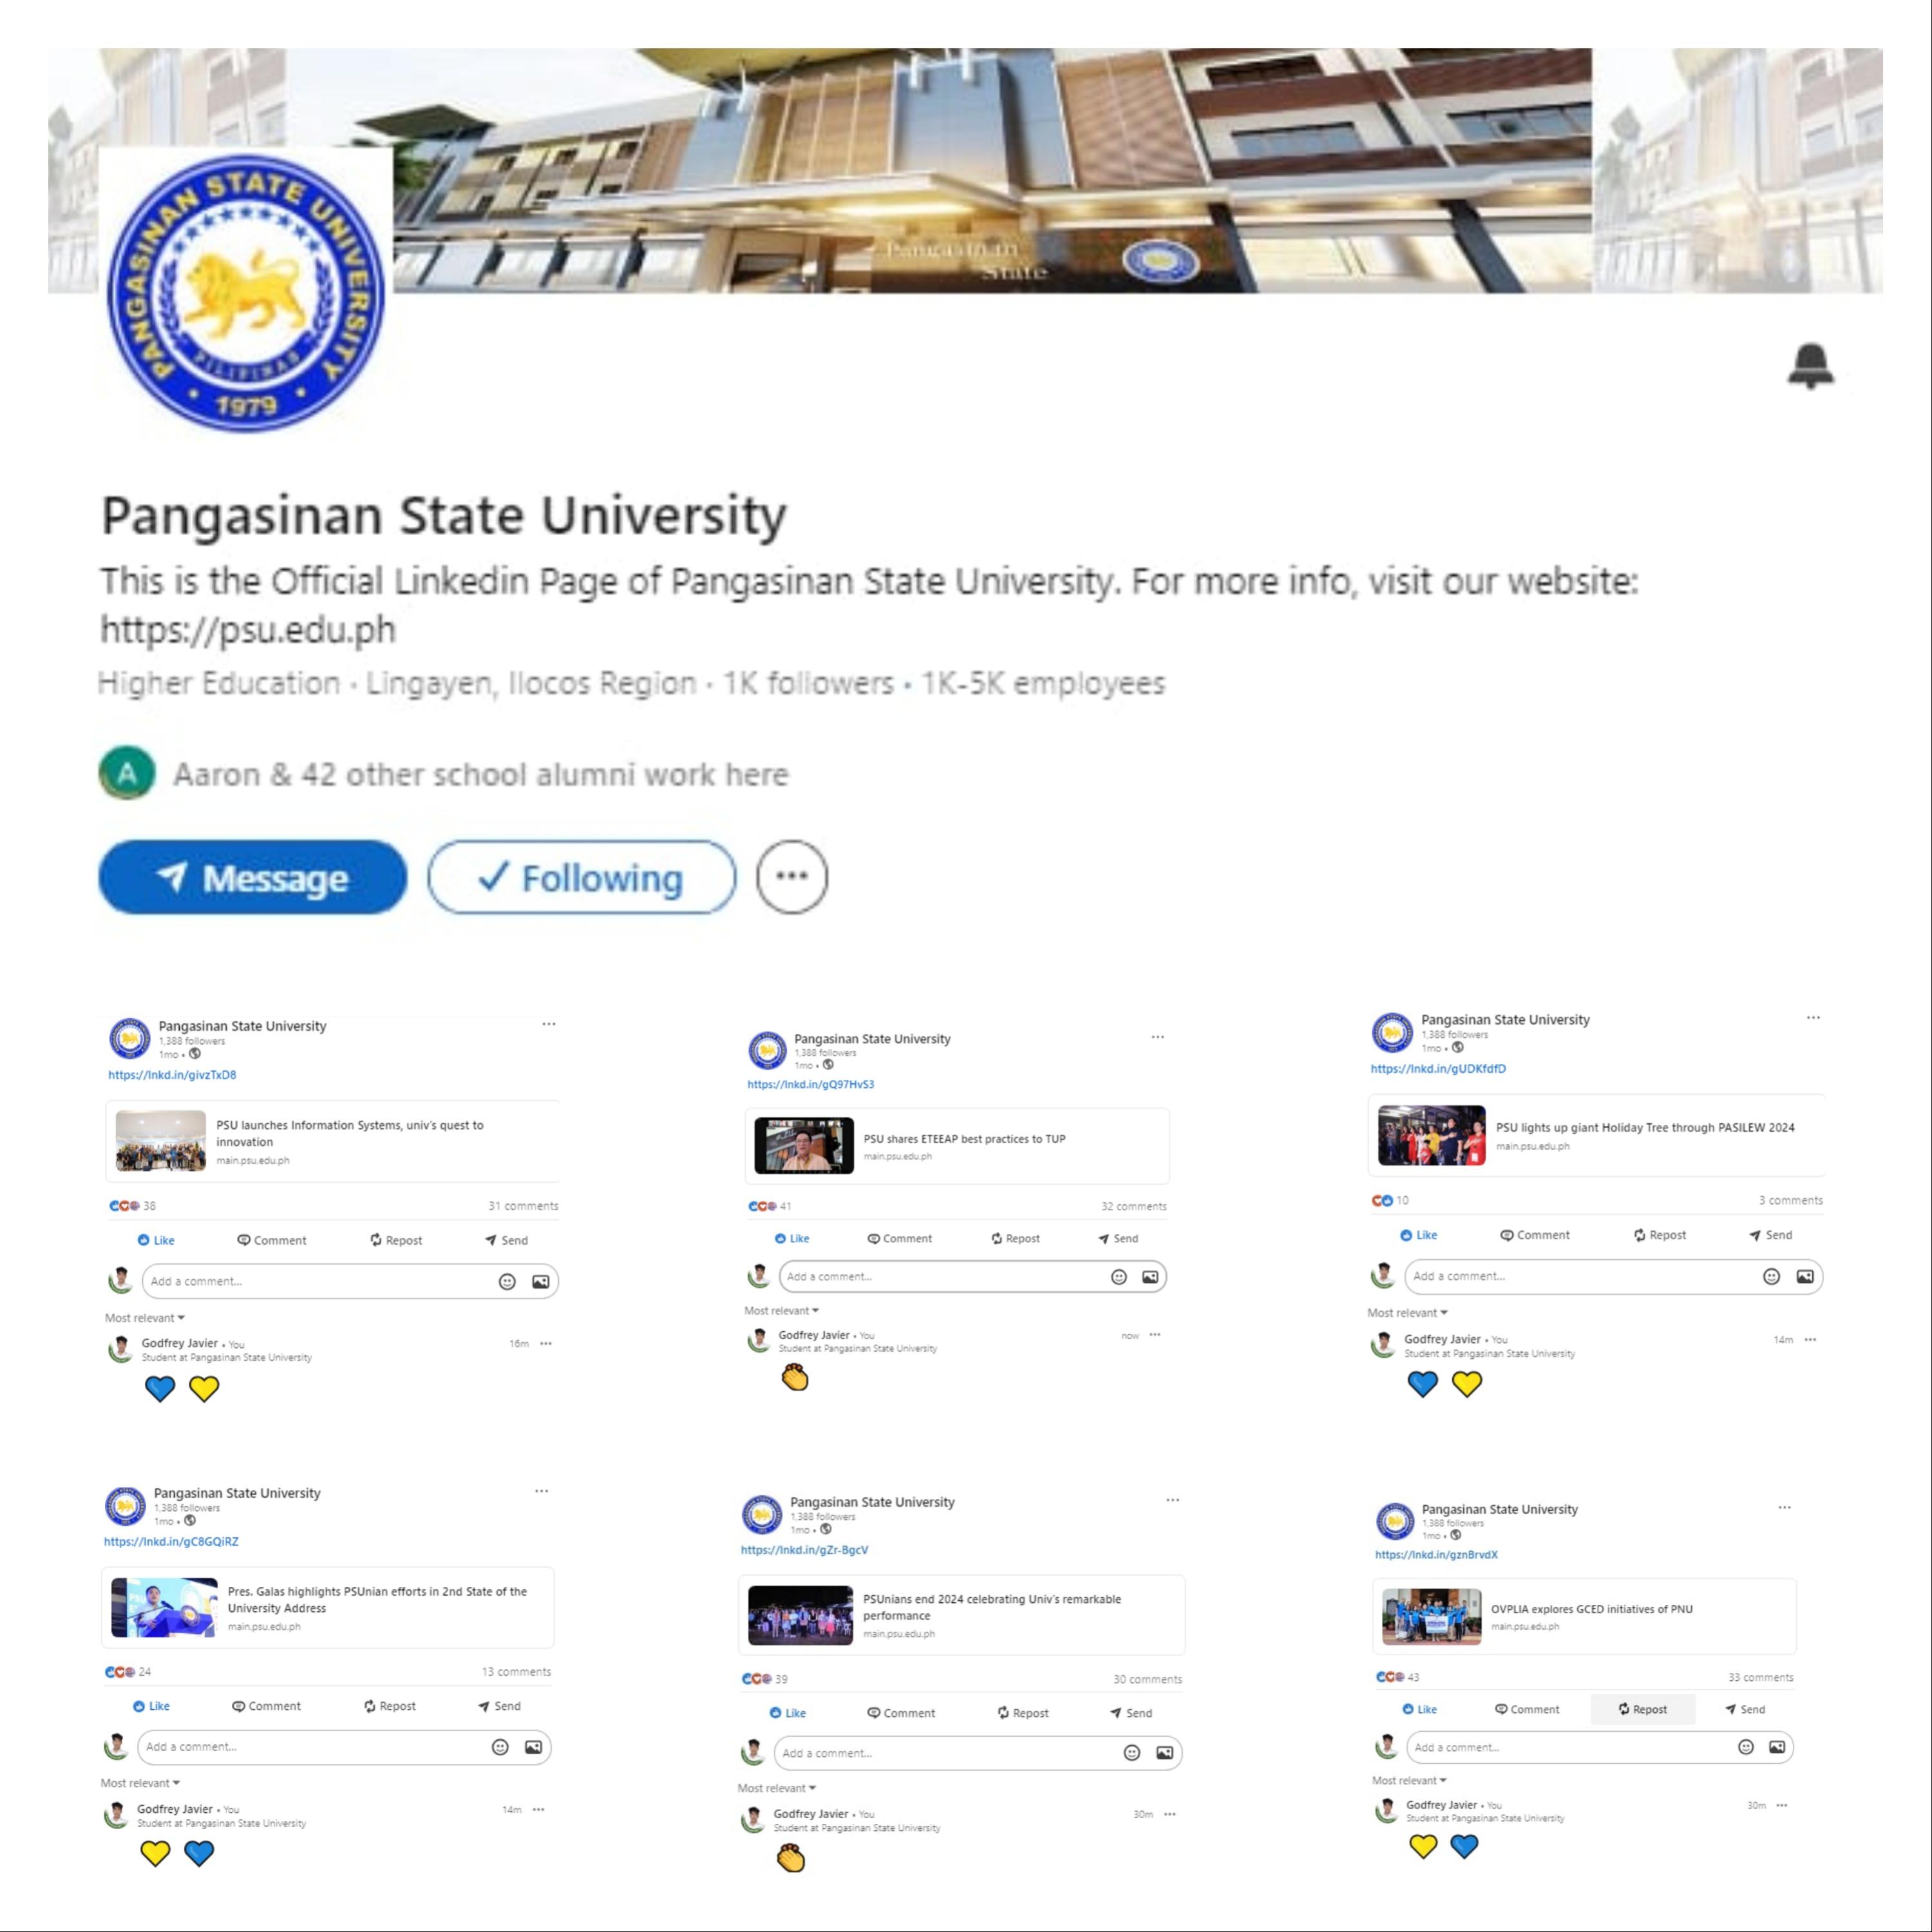 PANGASINAN STATE UNIVERSITY
PILIPINAS
1979
Pangasinan
State
Pangasinan State University
This is the Official Linkedin Page of Pangasinan State University. For more info, visit our website:
https://psu.edu.ph
Higher Education · Lingayen, Ilocos Region · 1K followers · 1K-5K employees
A
Aaron & 42 other school alumni work here
Message
Following
Pangasinan State University
1,388 followers
1mo •
https://lnkd.in/givzTxD8
PSU launches Information Systems, univ's quest to
innovation
main.psu.edu.ph
38
31 comments
Like Comment Repost Send
Add a comment...
Most relevant
Godfrey Javier • You
16m
Student at Pangasinan State University
Pangasinan State University
1,388 followers
1mo •
https://lnkd.in/gQ97HvS3
PSU shares ETEEAP best practices to TUP
main.psu.edu.ph
41
32 comments
Like Comment Repost Send
Add a comment...
Most relevant
Godfrey Javier • You
now
Student at Pangasinan State University
Pangasinan State University
1,388 followers
1mo •
https://lnkd.in/gUDKfdfD
PSU lights up giant Holiday Tree through PASILEW 2024
main.psu.edu.ph
10
3 comments
Like Comment Repost Send
Add a comment...
Most relevant
Godfrey Javier • You
14m
Student at Pangasinan State University
Pangasinan State University
1,388 followers
1mo •
https://lnkd.in/gC8GQiRZ
Pres. Galas highlights PSUnian efforts in 2nd State of the
University Address
main.psu.edu.ph
24
13 comments
Like Comment Repost Send
Add a comment...
Most relevant
Godfrey Javier • You
14m
Student at Pangasinan State University
Pangasinan State University
1,388 followers
1mo •
https://lnkd.in/gZr-BgcV
PSUnians end 2024 celebrating Univ's remarkable
performance
main.psu.edu.ph
39
30 comments
Like Comment Repost Send
Add a comment...
Most relevant
Godfrey Javier • You
30m
Student at Pangasinan State University
Pangasinan State University
1,388 followers
1mo •
https://lnkd.in/gznBrvdX
OVPLIA explores GCED initiatives of PNU
main.psu.edu.ph
43
33 comments
Like Comment Repost Send
Add a comment...
Most relevant
Godfrey Javier • You
30m
Student at Pangasinan State University